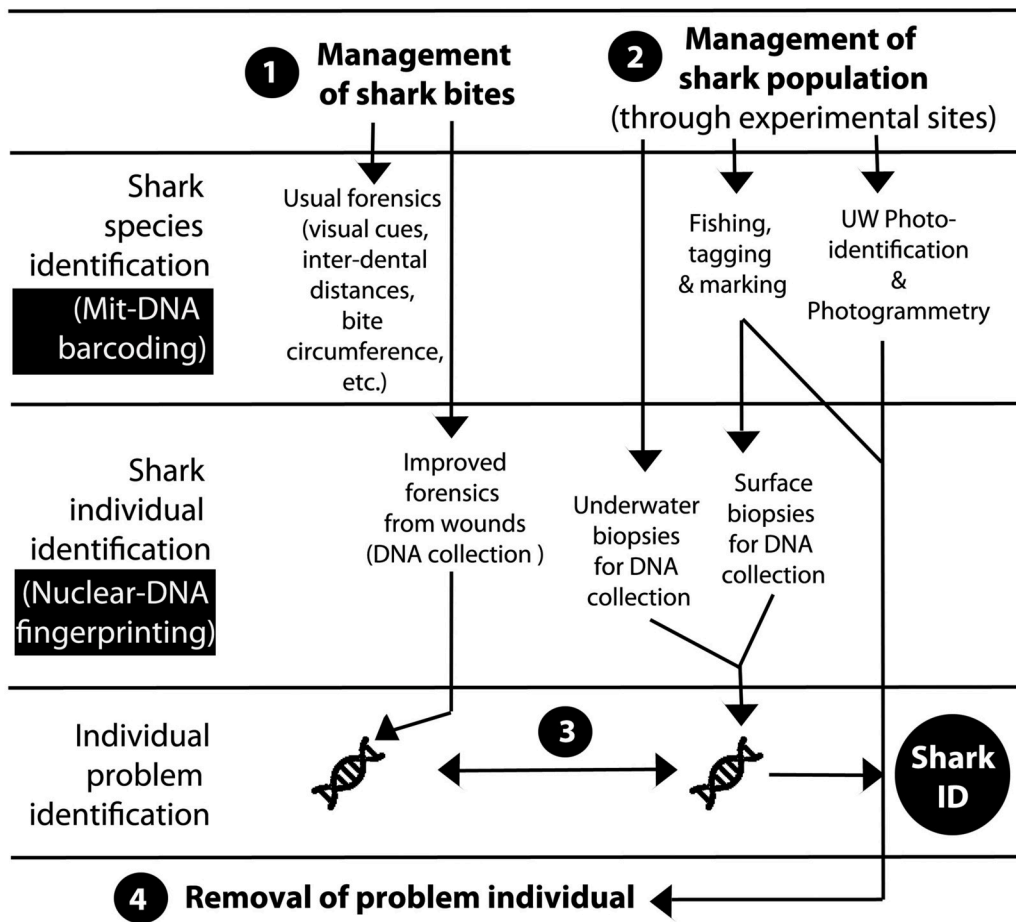 1 Management
of shark bites
2 Management of
shark population
(through experimental sites)
Shark
species
identification
(Mit-DNA
barcoding)
Usual forensics
(visual cues,
inter-dental
distances,
bite
circumference,
etc.)
Fishing,
tagging
& marking
UW Photo-
identification
&
Photogrammetry
Shark
individual
identification
(Nuclear-DNA
fingerprinting)
Improved
forensics
from wounds
(DNA collection )
Underwater
biopsies
for DNA
collection
Surface
biopsies
for DNA
collection
Individual
problem
identification
3
Shark
ID
4 Removal of problem individual